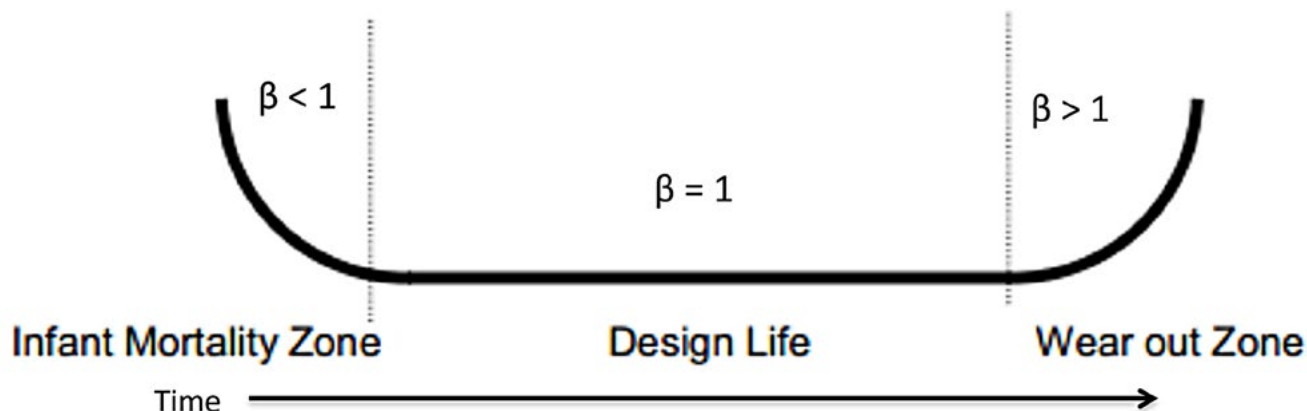 β < 1
β > 1
β = 1
Infant Mortality Zone
Design Life
Wear out Zone
Time